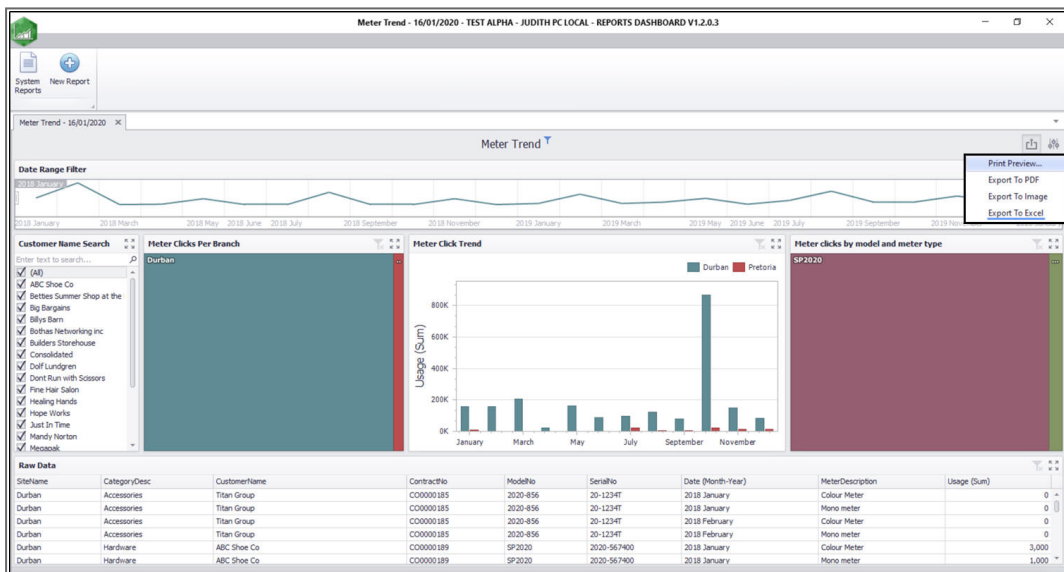 Meter Trend - 16/01/2020 - TEST ALPHA - JUDITH PC LOCAL - REPORTS DASHBOARD V1.2.0.3
System Reports
New Report
Meter Trend - 16/01/2020
Meter Trend
Print Preview...
Export To PDF
Export To Image
Export To Excel
Date Range Filter
2018 January
2018 January 2018 March 2018 May 2018 June 2018 July 2018 September 2018 November 2019 January 2019 March 2019 May 2019 June 2019 July 2019 September
Customer Name Search
Enter text to search...
(All)
ABC Shoe Co
Bettes Summer Shop at the
Big Bargains
Billys Barn
Bothas Networking inc
Builders Storehouse
Consolidated
Dolf Lundgren
Dont Run with Scissors
Fine Hair Salon
Healing Hands
Hope Works
Just In Time
Mandy Norton
Megapak
Meter Clicks Per Branch
Durban
...
Meter Click Trend
Durban Pretoria
Usage (Sum)
800K
600K
400K
200K
0K
January March May July September November
Meter clicks by model and meter type
SP2020
...
Raw Data
SiteName CategoryDesc CustomerName ContractNo ModelNo SerialNo Date (Month-Year) MeterDescription Usage (Sum)
Durban Accessories Titan Group CO0000185 2020-856 20-1234T 2018 January Colour Meter 0
Durban Accessories Titan Group CO0000185 2020-856 20-1234T 2018 January Mono meter 0
Durban Accessories Titan Group CO0000185 2020-856 20-1234T 2018 February Colour Meter 0
Durban Accessories Titan Group CO0000185 2020-856 20-1234T 2018 February Mono meter 0
Durban Hardware ABC Shoe Co CO0000189 SP2020 2020-567400 2018 January Colour Meter 3,000
Durban Hardware ABC Shoe Co CO0000189 SP2020 2020-567400 2018 January Mono meter 1,000